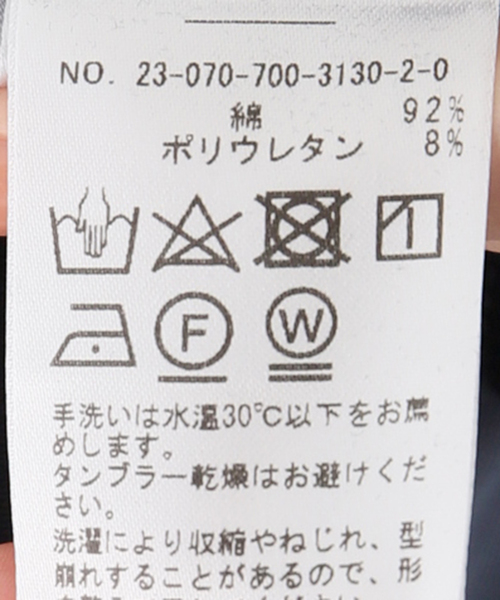 NO. 23-070-700-3130-2-0
綿 92%
ポリウレタン 8%
F W
手洗いは水温30℃以下をお薦
めします。
タンブラー乾燥はお避けくだ
さい。
洗濯により収縮やねじれ、型
崩れすることがあるので、形